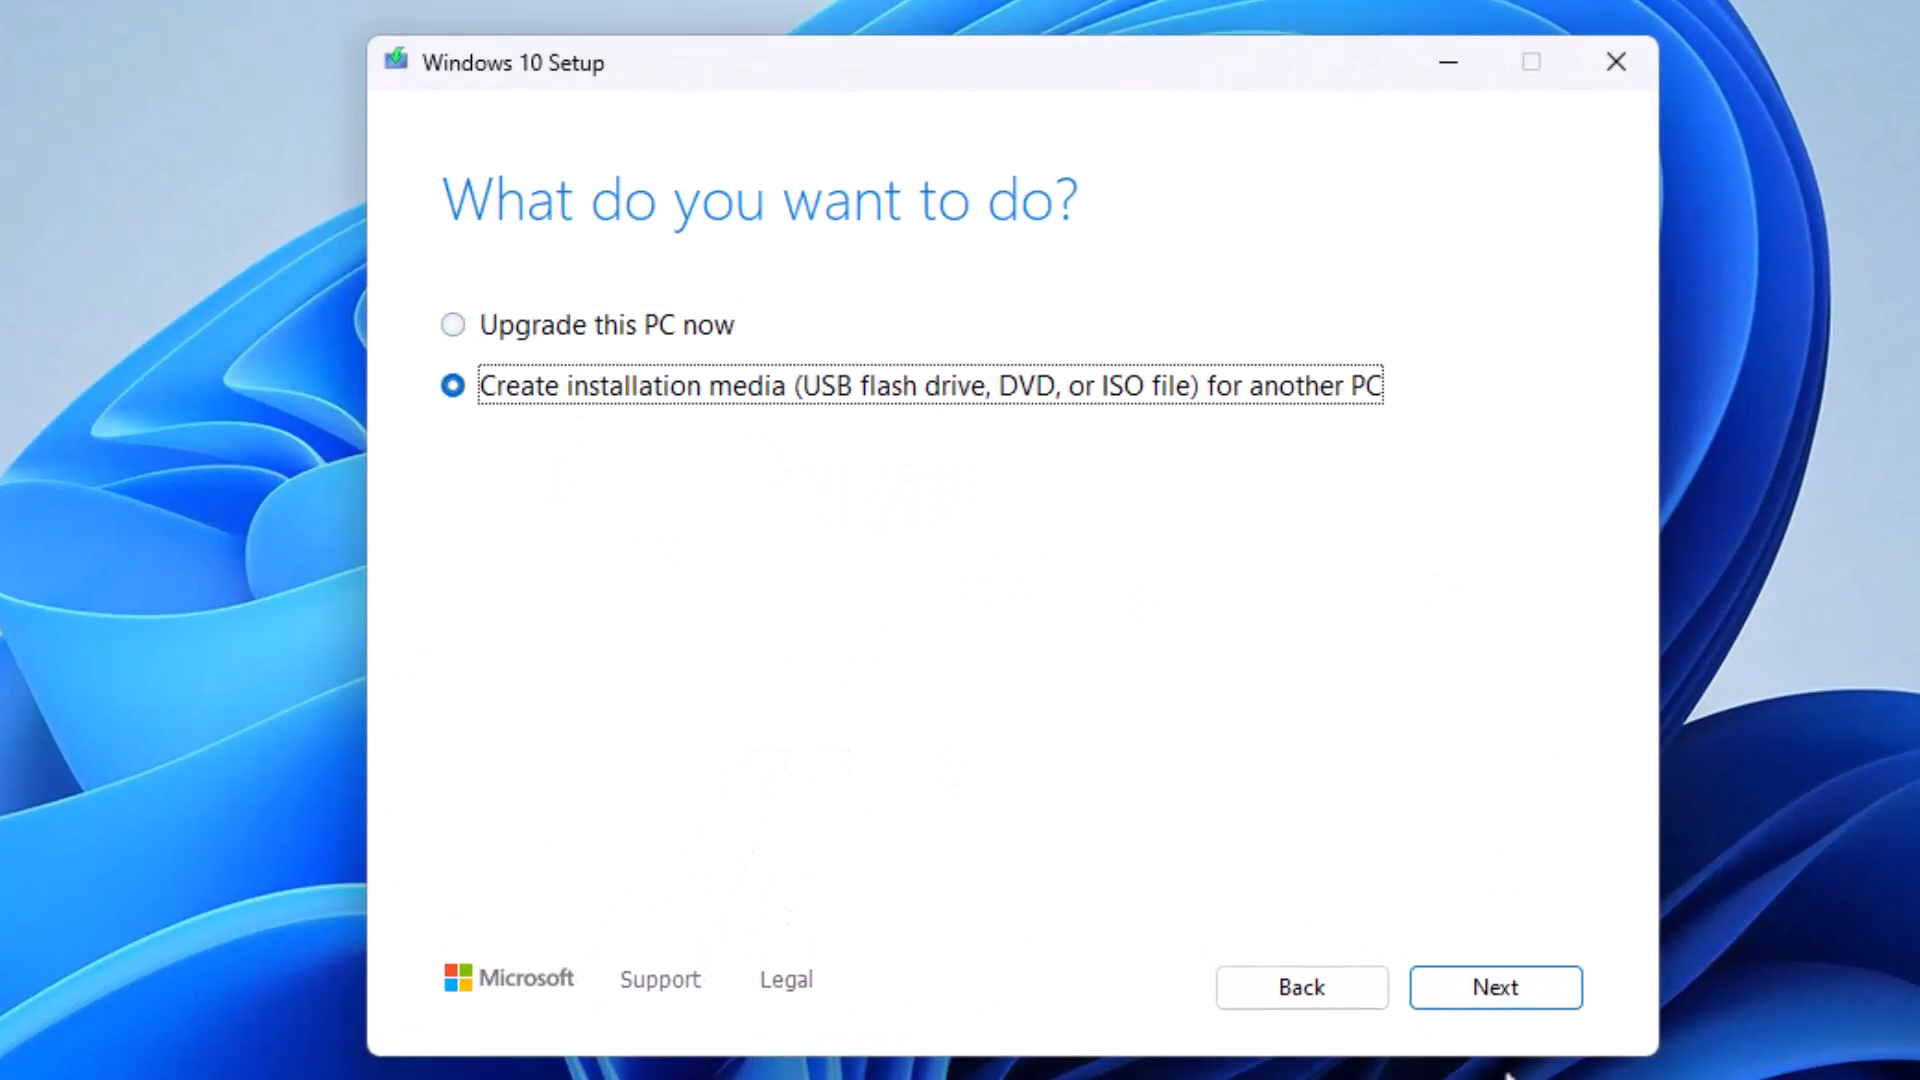 Windows 10 Setup
What do you want to do?
Upgrade this PC now
Create installation media (USB flash drive, DVD, or ISO file) for another PC
Microsoft Support Legal Back Next